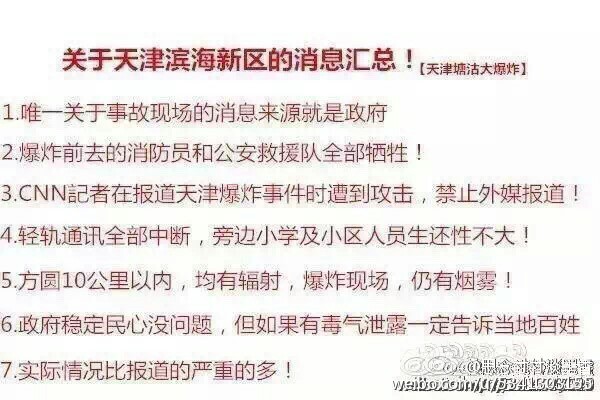 关于天津滨海新区的消息汇总！【天津塘沽大爆炸】
1.唯一关于事故现场的消息来源就是政府
2.爆炸前去的消防员和公安救援队全部牺牲！
3.CNN記者在报道天津爆炸事件时遭到攻击，禁止外媒报道！
4.轻轨通讯全部中断，旁边小学及小区人员生还性不大！
5.方圆10公里以内，均有辐射，爆炸现场，仍有烟雾！
6.政府稳定民心没问题，但如果有毒气泄露一定告诉当地百姓
7.实际情况比报道的严重的多！